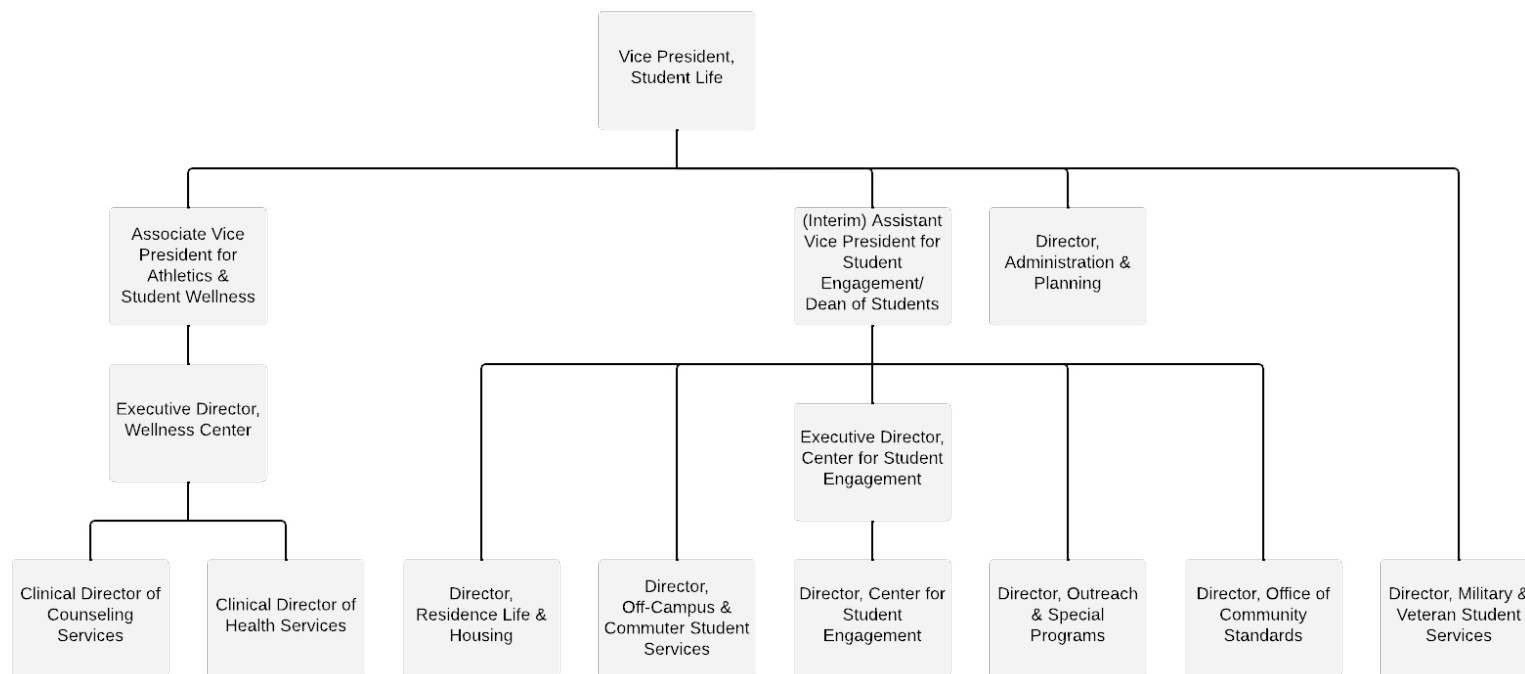 Vice President,
Student Life
Associate Vice
President for
Athletics &
Student Wellness
(Interim) Assistant
Vice President for
Student
Engagement/
Dean of Students
Director,
Administration &
Planning
Executive Director,
Wellness Center
Executive Director,
Center for Student
Engagement
Clinical Director of
Counseling
Services
Clinical Director of
Health Services
Director,
Residence Life &
Housing
Director,
Off-Campus &
Commuter Student
Services
Director, Center for
Student
Engagement
Director, Outreach
& Special
Programs
Director, Office of
Community
Standards
Director, Military &
Veteran Student
Services